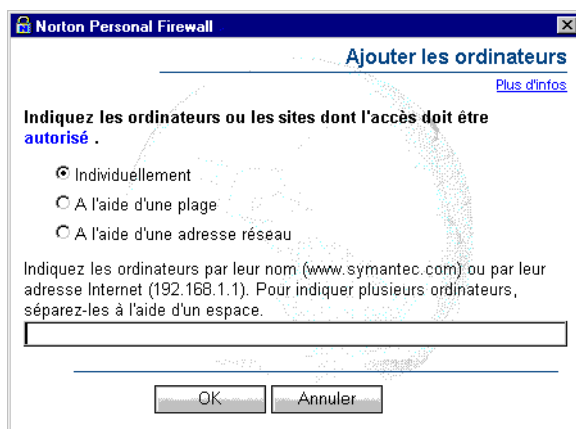 Norton Personal Firewall
Ajouter les ordinateurs
Plus d'infos
Indiquez les ordinateurs ou les sites dont l'accès doit être
autorisé .
Individuellement
A l'aide d'une plage
A l'aide d'une adresse réseau
Indiquez les ordinateurs par leur nom (www.symantec.com) ou par leur
adresse Internet (192.168.1.1). Pour indiquer plusieurs ordinateurs,
séparez-les à l'aide d'un espace.
OK
Annuler